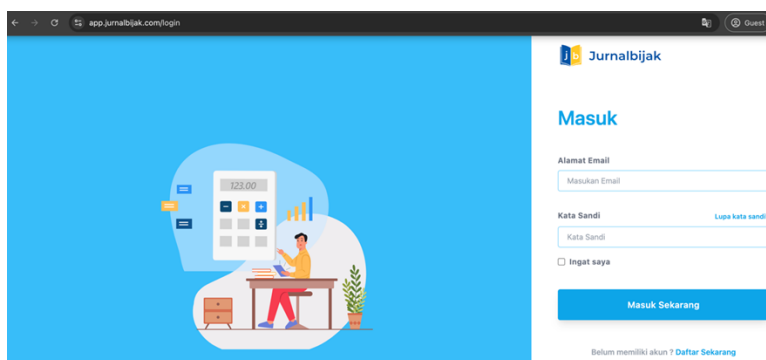 app.jurnalbijak.com/login
Guest
jb Jurnalbijak
Masuk
Alamat Email
Masukan Email
Kata Sandi Lupa kata sandi
Kata Sandi
Ingat saya
Masuk Sekarang
Belum memiliki akun ? Daftar Sekarang
123.00